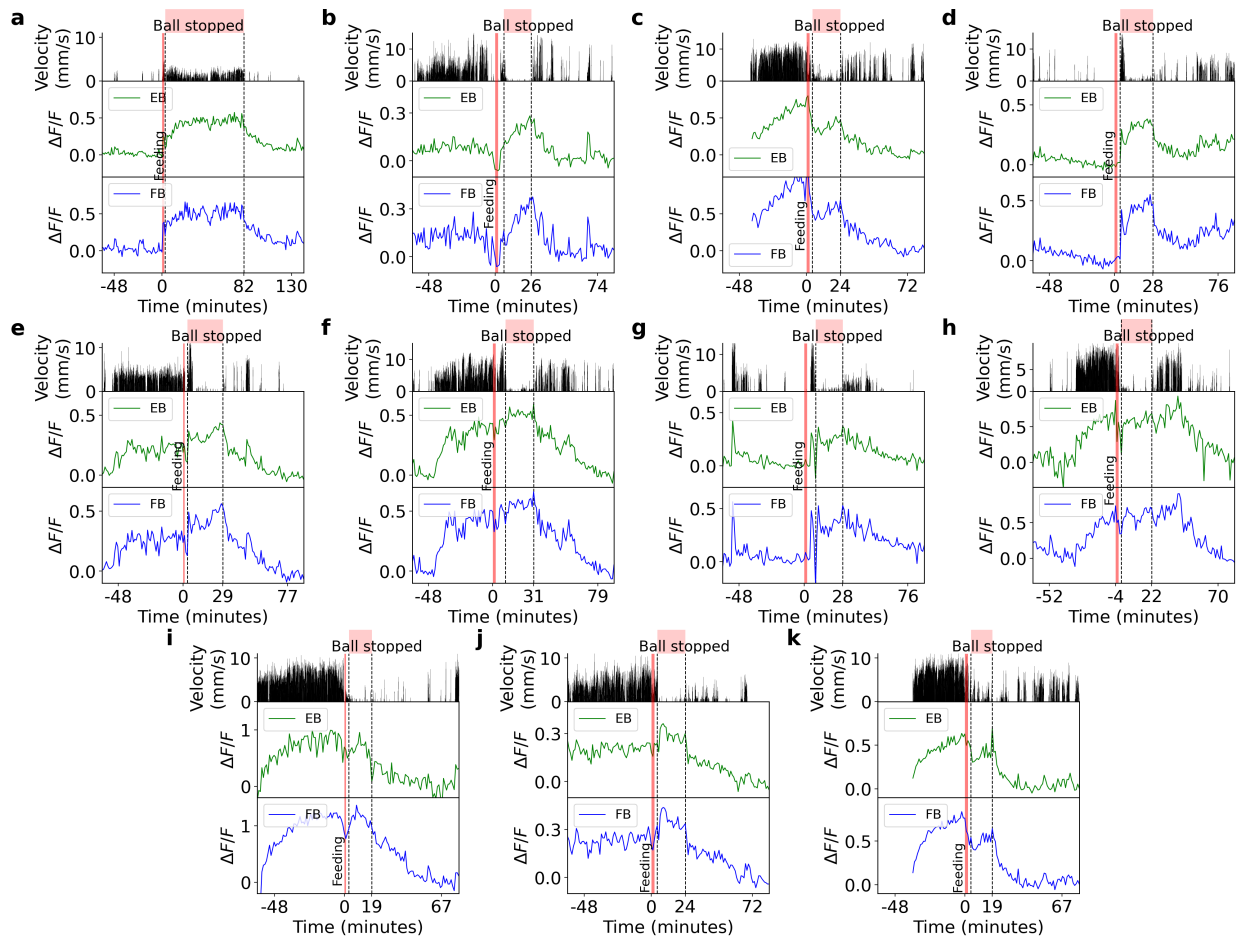 a
Ball stopped
Velocity
(mm/s)
10
0
EB
ΔF/F
0.5
0.0
Feeding
FB
ΔF/F
0.5
0.0
-48 0 82 130
Time (minutes)
b
Ball stopped
Velocity
(mm/s)
10
0
EB
ΔF/F
0.3
0.0
Feeding
FB
ΔF/F
0.3
0.0
-48 0 26 74
Time (minutes)
c
Ball stopped
Velocity
(mm/s)
10
0
EB
ΔF/F
0.5
0.0
Feeding
FB
ΔF/F
0.5
0.0
-48 0 24 72
Time (minutes)
d
Ball stopped
Velocity
(mm/s)
10
0
EB
ΔF/F
0.5
0.0
Feeding
FB
ΔF/F
0.5
0.0
-48 0 28 76
Time (minutes)
e
Ball stopped
Velocity
(mm/s)
10
0
EB
ΔF/F
0.5
0.0
Feeding
FB
ΔF/F
0.5
0.0
-48 0 29 77
Time (minutes)
f
Ball stopped
Velocity
(mm/s)
10
0
EB
ΔF/F
0.5
0.0
Feeding
FB
ΔF/F
0.5
0.0
-48 0 31 79
Time (minutes)
g
Ball stopped
Velocity
(mm/s)
10
0
EB
ΔF/F
0.5
0.0
Feeding
FB
ΔF/F
0.5
0.0
-48 0 28 76
Time (minutes)
h
Ball stopped
Velocity
(mm/s)
5
0
EB
ΔF/F
0.5
0.0
Feeding
FB
ΔF/F
0.5
0.0
-52 -4 22 70
Time (minutes)
i
Ball stopped
Velocity
(mm/s)
10
0
EB
ΔF/F
1
0
Feeding
FB
ΔF/F
1
0
-48 0 19 67
Time (minutes)
j
Ball stopped
Velocity
(mm/s)
10
0
EB
ΔF/F
0.3
0.0
Feeding
FB
ΔF/F
0.3
0.0
-48 0 24 72
Time (minutes)
k
Ball stopped
Velocity
(mm/s)
10
0
EB
ΔF/F
0.5
0.0
Feeding
FB
ΔF/F
0.5
0.0
-48 0 19 67
Time (minutes)